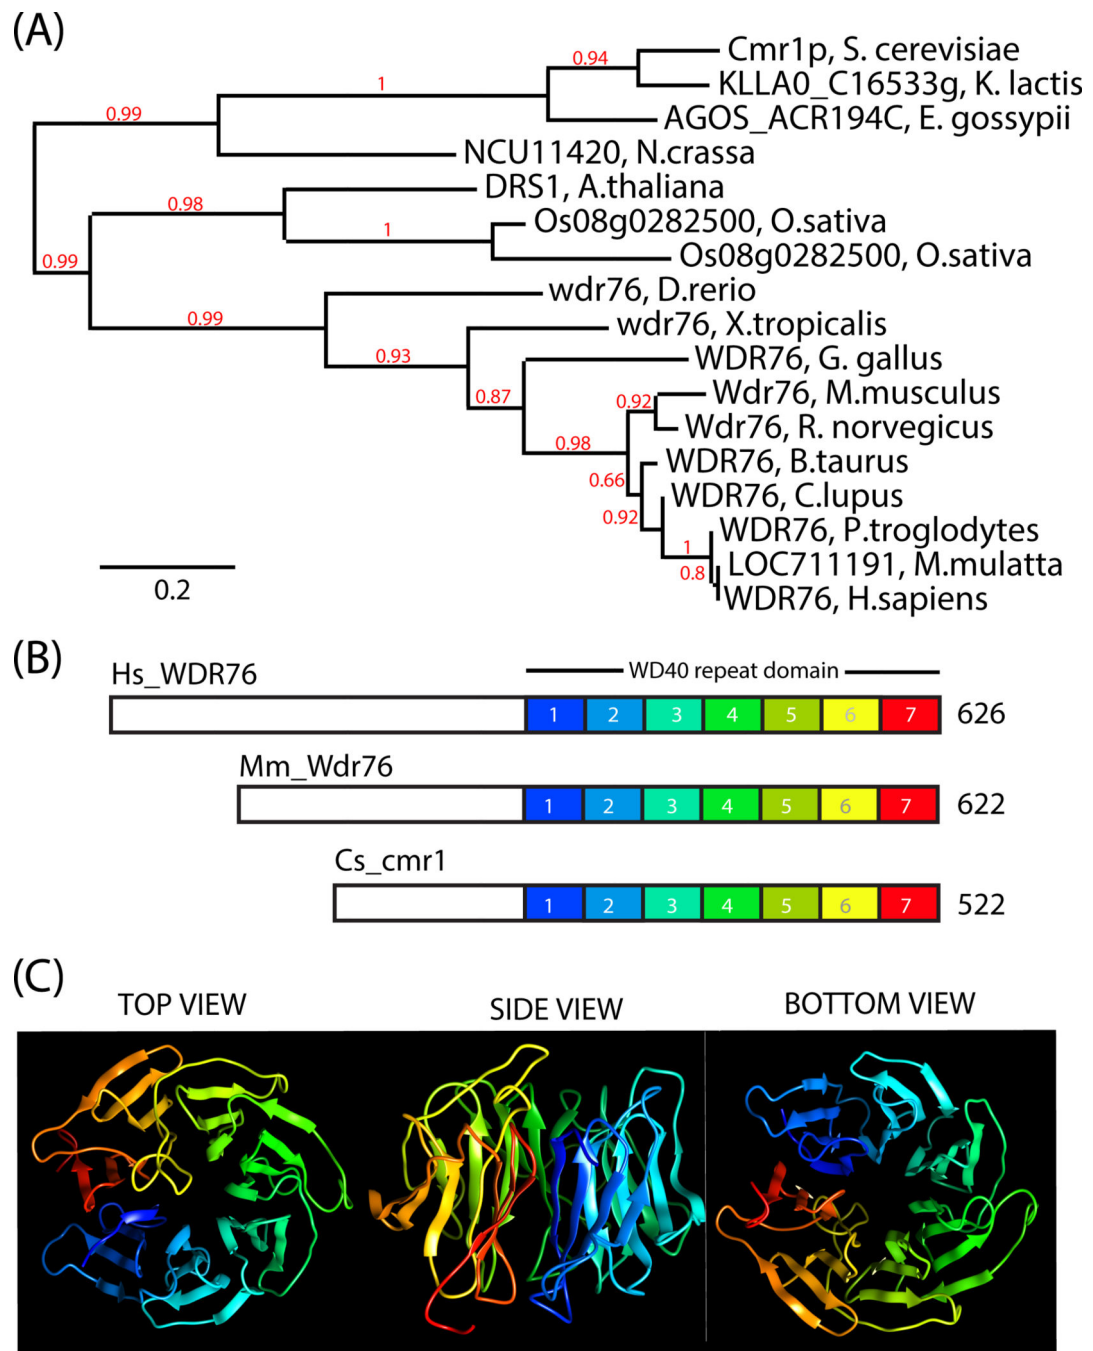 (A)
Cmr1p, S. cerevisiae
0.94
KLLA0_C16533g, K. lactis
1
0.99
AGOS_ACR194C, E. gossypii
NCU11420, N.crassa
DRS1, A.thaliana
0.98
Os08g0282500, O.sativa
1
Os08g0282500, O.sativa
0.99
wdr76, D.rerio
0.99
wdr76, X.tropicalis
0.93
WDR76, G. gallus
0.87
Wdr76, M.musculus
0.92
Wdr76, R. norvegicus
0.98
WDR76, B.taurus
0.66
WDR76, C.lupus
0.92
WDR76, P.troglodytes
1
LOC711191, M.mulatta
0.8
WDR76, H.sapiens
0.2
(B)
Hs_WDR76
WD40 repeat domain
1 2 3 4 5 6 7 626
Mm_Wdr76
1 2 3 4 5 6 7 622
Cs_cmr1
1 2 3 4 5 6 7 522
(C)
TOP VIEW
SIDE VIEW
BOTTOM VIEW